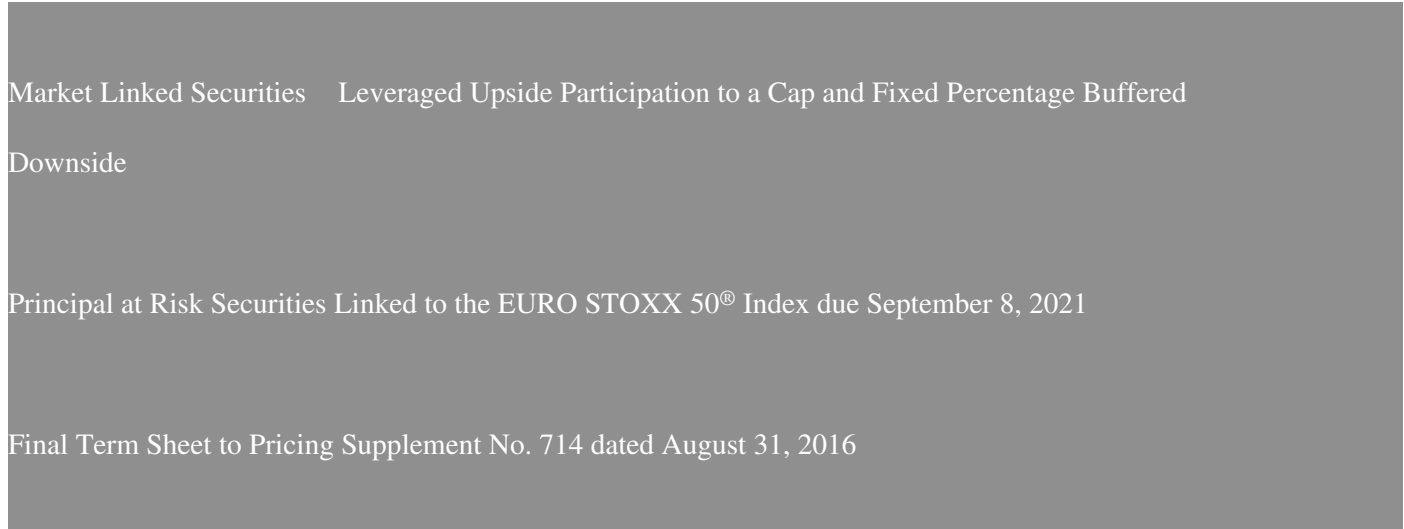 Market Linked Securities    Leveraged Upside Participation to a Cap and Fixed Percentage Buffered
Downside
Principal at Risk Securities Linked to the EURO STOXX 50® Index due September 8, 2021
Final Term Sheet to Pricing Supplement No. 714 dated August 31, 2016